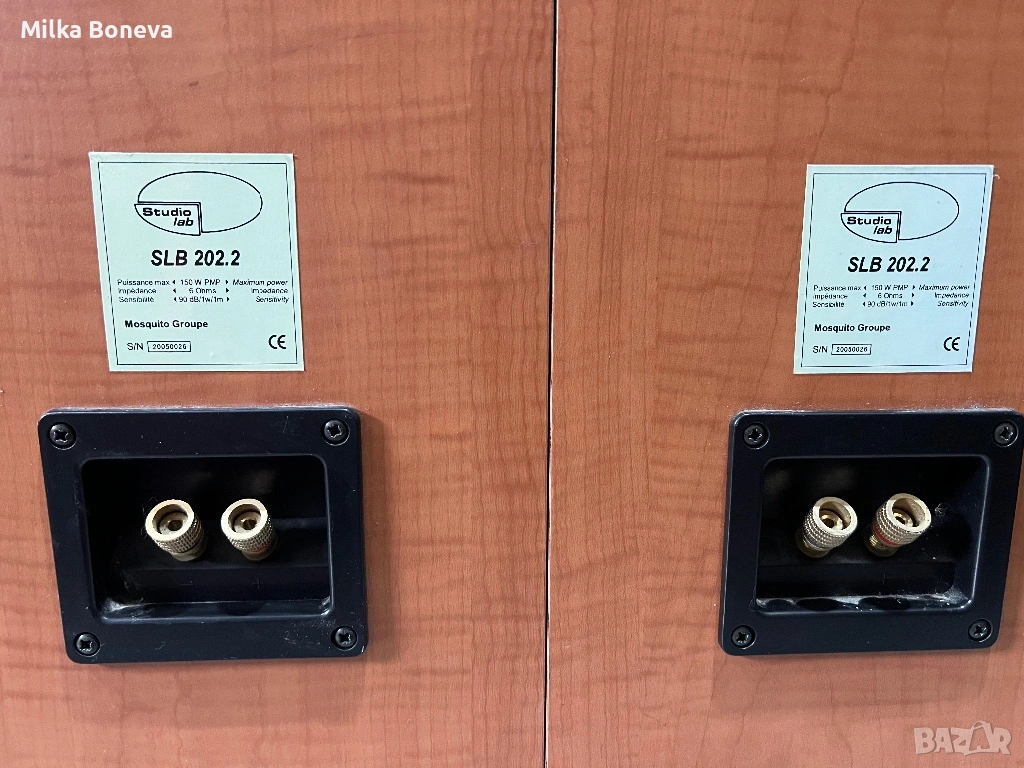 Milka Boneva
Studio
lab
SLB 202.2
Puissance max 150 W PMP Maximum power
Impédance 6 Ohms Impedance
Sensibilité 90 dB/1w/1m Sensitivity
Mosquito Groupe
S/N 20050026 CE
Studio
lab
SLB 202.2
Puissance max 150 W PMP Maximum power
Impédance 6 Ohms Impedance
Sensibilité 90 dB/1w/1m Sensitivity
Mosquito Groupe
S/N 20050026 CE
BAZAR